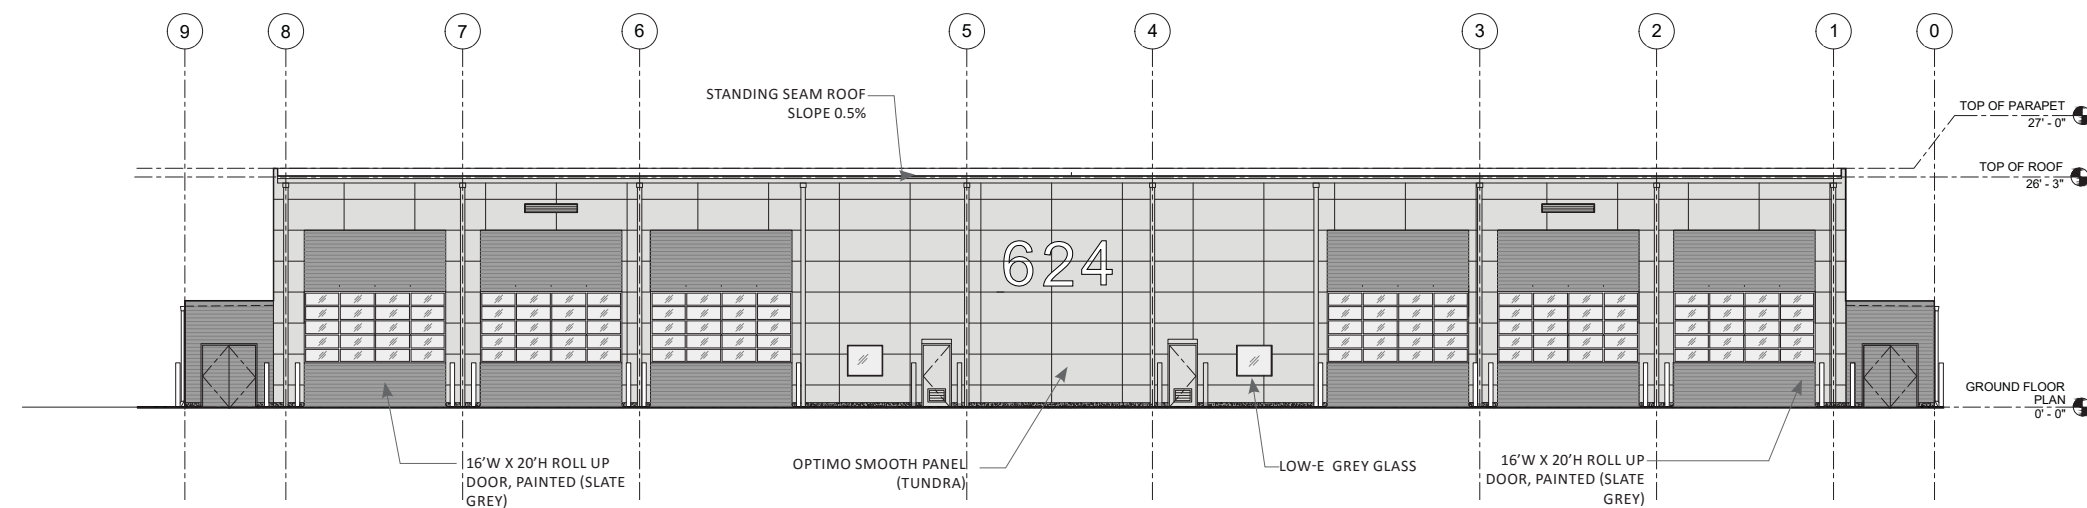 9
8
7
6
5
4
3
2
1
0
STANDING SEAM ROOF
SLOPE 0.5%
TOP OF PARAPET
27' - 0"
TOP OF ROOF
26' - 3"
624
GROUND FLOOR
PLAN
0' - 0"
16'W X 20'H ROLL UP
DOOR, PAINTED (SLATE
GREY)
OPTIMO SMOOTH PANEL
(TUNDRA)
LOW-E GREY GLASS
16'W X 20'H ROLL UP
DOOR, PAINTED (SLATE
GREY)